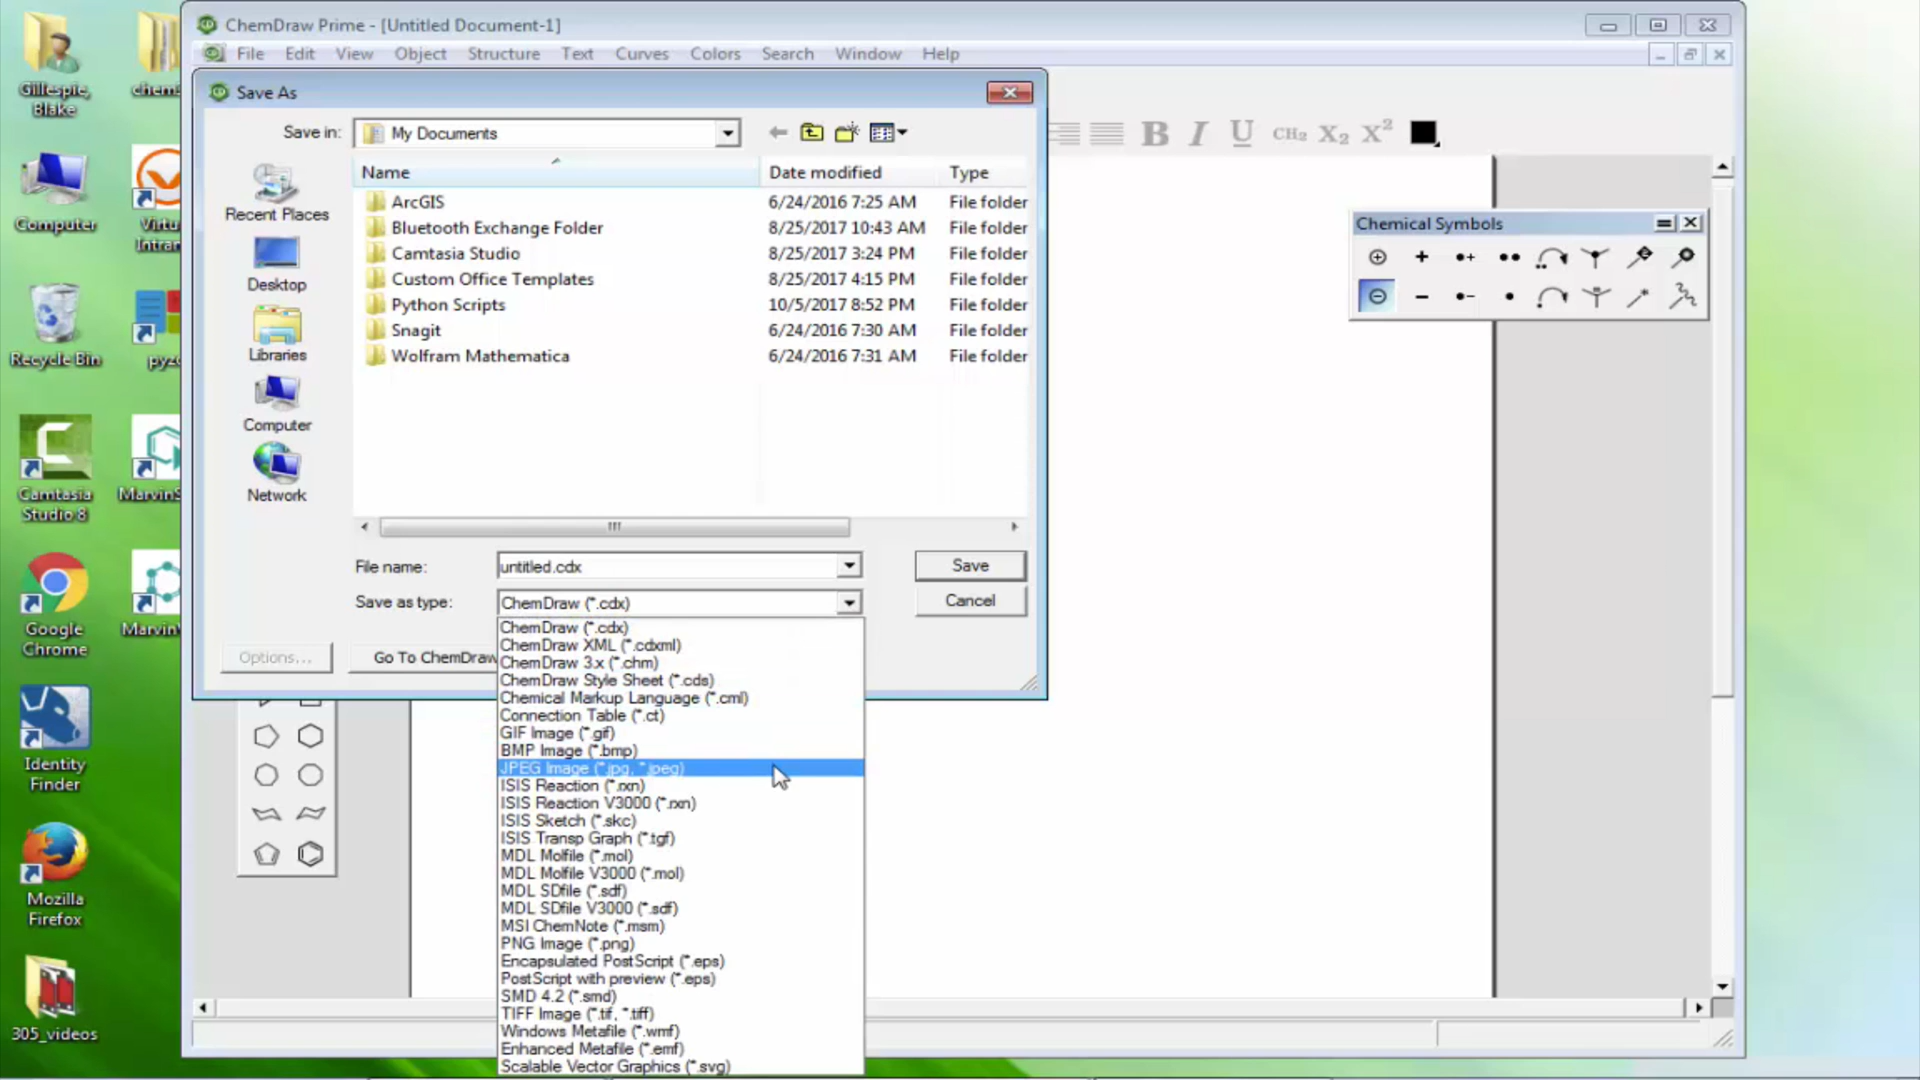 ChemDraw Prime - [Untitled Document-1]
File Edit View Object Structure Text Curves Colors Search Window Help
Save As
Save in: My Documents
B I U CH₂ X₂ X²
Name Date modified Type
ArcGIS 6/24/2016 7:25 AM File folder
Bluetooth Exchange Folder 8/25/2017 10:43 AM File folder
Camtasia Studio 8/25/2017 3:24 PM File folder
Custom Office Templates 8/25/2017 4:15 PM File folder
Python Scripts 10/5/2017 8:52 PM File folder
Snagit 6/24/2016 7:30 AM File folder
Wolfram Mathematica 6/24/2016 7:31 AM File folder
Recent Places
Desktop
Libraries
Computer
Network
File name: untitled.cdx
Save
Save as type: ChemDraw (*.cdx)
Cancel
Options...
Go To ChemDraw
ChemDraw (*.cdx)
ChemDraw XML (*.cdxml)
ChemDraw 3.x (*.chm)
ChemDraw Style Sheet (*.cds)
Chemical Markup Language (*.cml)
Connection Table (*.ct)
GIF Image (*.gif)
BMP Image (*.bmp)
JPEG Image (*.jpg, *.jpeg)
ISIS Reaction (*.rxn)
ISIS Reaction V3000 (*.rxn)
ISIS Sketch (*.skc)
ISIS Transp Graph (*.tgf)
MDL Molfile (*.mol)
MDL Molfile V3000 (*.mol)
MDL SDfile (*.sdf)
MDL SDfile V3000 (*.sdf)
MSI ChemNote (*.msm)
PNG Image (*.png)
Encapsulated PostScript (*.eps)
PostScript with preview (*.eps)
SMD 4.2 (*.smd)
TIFF Image (*.tif, *.tiff)
Windows Metafile (*.wmf)
Enhanced Metafile (*.emf)
Scalable Vector Graphics (*.svg)
Chemical Symbols
Gillespie,
Blake
Computer
Recycle Bin
Camtasia
Studio 8
Google
Chrome
Identity
Finder
Mozilla
Firefox
305_videos
chem
Virtu
Intran
pyzo
MarvinS
Marvin